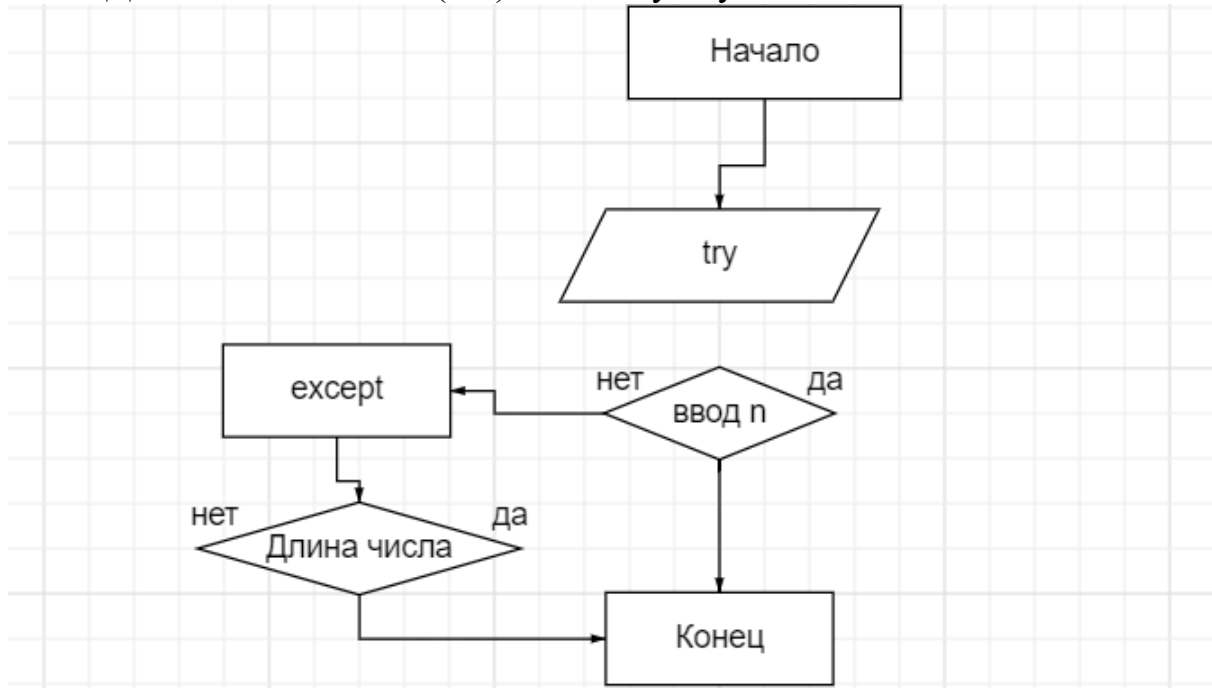 Начало
try
нет
ввод n
да
except
нет
Длина числа
да
Конец